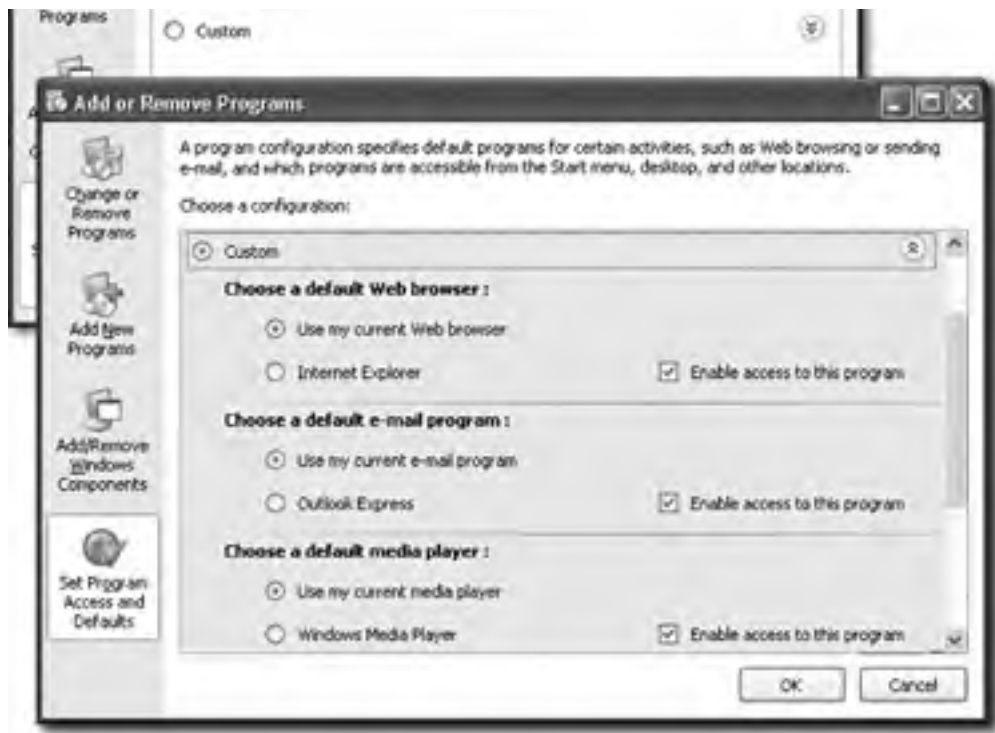 Programs
Custom
Add or Remove Programs
Change or
Remove
Programs
Add New
Programs
Add/Remove
Windows
Components
Set Program
Access and
Defaults
A program configuration specifies default programs for certain activities, such as Web browsing or sending
e-mail, and which programs are accessible from the Start menu, desktop, and other locations.
Choose a configuration:
Custom
Choose a default Web browser :
Use my current Web browser
Internet Explorer
Enable access to this program
Choose a default e-mail program :
Use my current e-mail program
Outlook Express
Enable access to this program
Choose a default media player :
Use my current media player
Windows Media Player
Enable access to this program
OK
Cancel